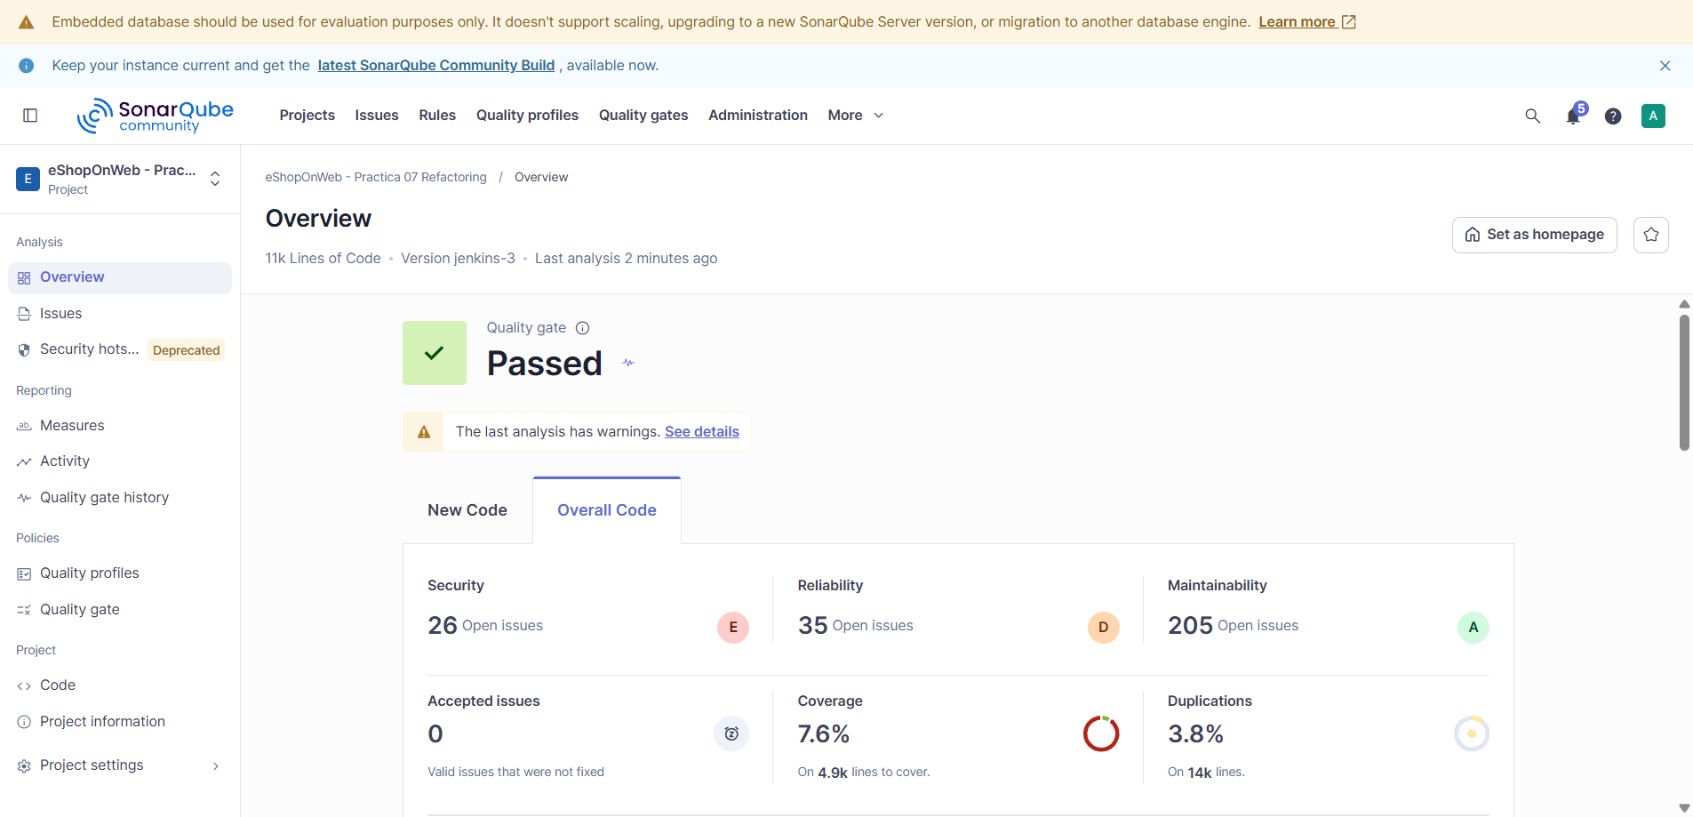 Embedded database should be used for evaluation purposes only. It doesn't support scaling, upgrading to a new SonarQube Server version, or migration to another database engine. Learn more
Keep your instance current and get the latest SonarQube Community Build , available now.
SonarQube community
Projects Issues Rules Quality profiles Quality gates Administration More
5
?
A
E
eShopOnWeb - Prac...
Project
Analysis
Overview
Issues
Security hots... Deprecated
Reporting
Measures
Activity
Quality gate history
Policies
Quality profiles
Quality gate
Project
Code
Project information
Project settings
eShopOnWeb - Practica 07 Refactoring / Overview
Overview
11k Lines of Code • Version jenkins-3 • Last analysis 2 minutes ago
Set as homepage
Quality gate
Passed
The last analysis has warnings. See details
New Code Overall Code
Security
26 Open issues E
Reliability
35 Open issues D
Maintainability
205 Open issues A
Accepted issues
0
Valid issues that were not fixed
Coverage
7.6%
On 4.9k lines to cover.
Duplications
3.8%
On 14k lines.